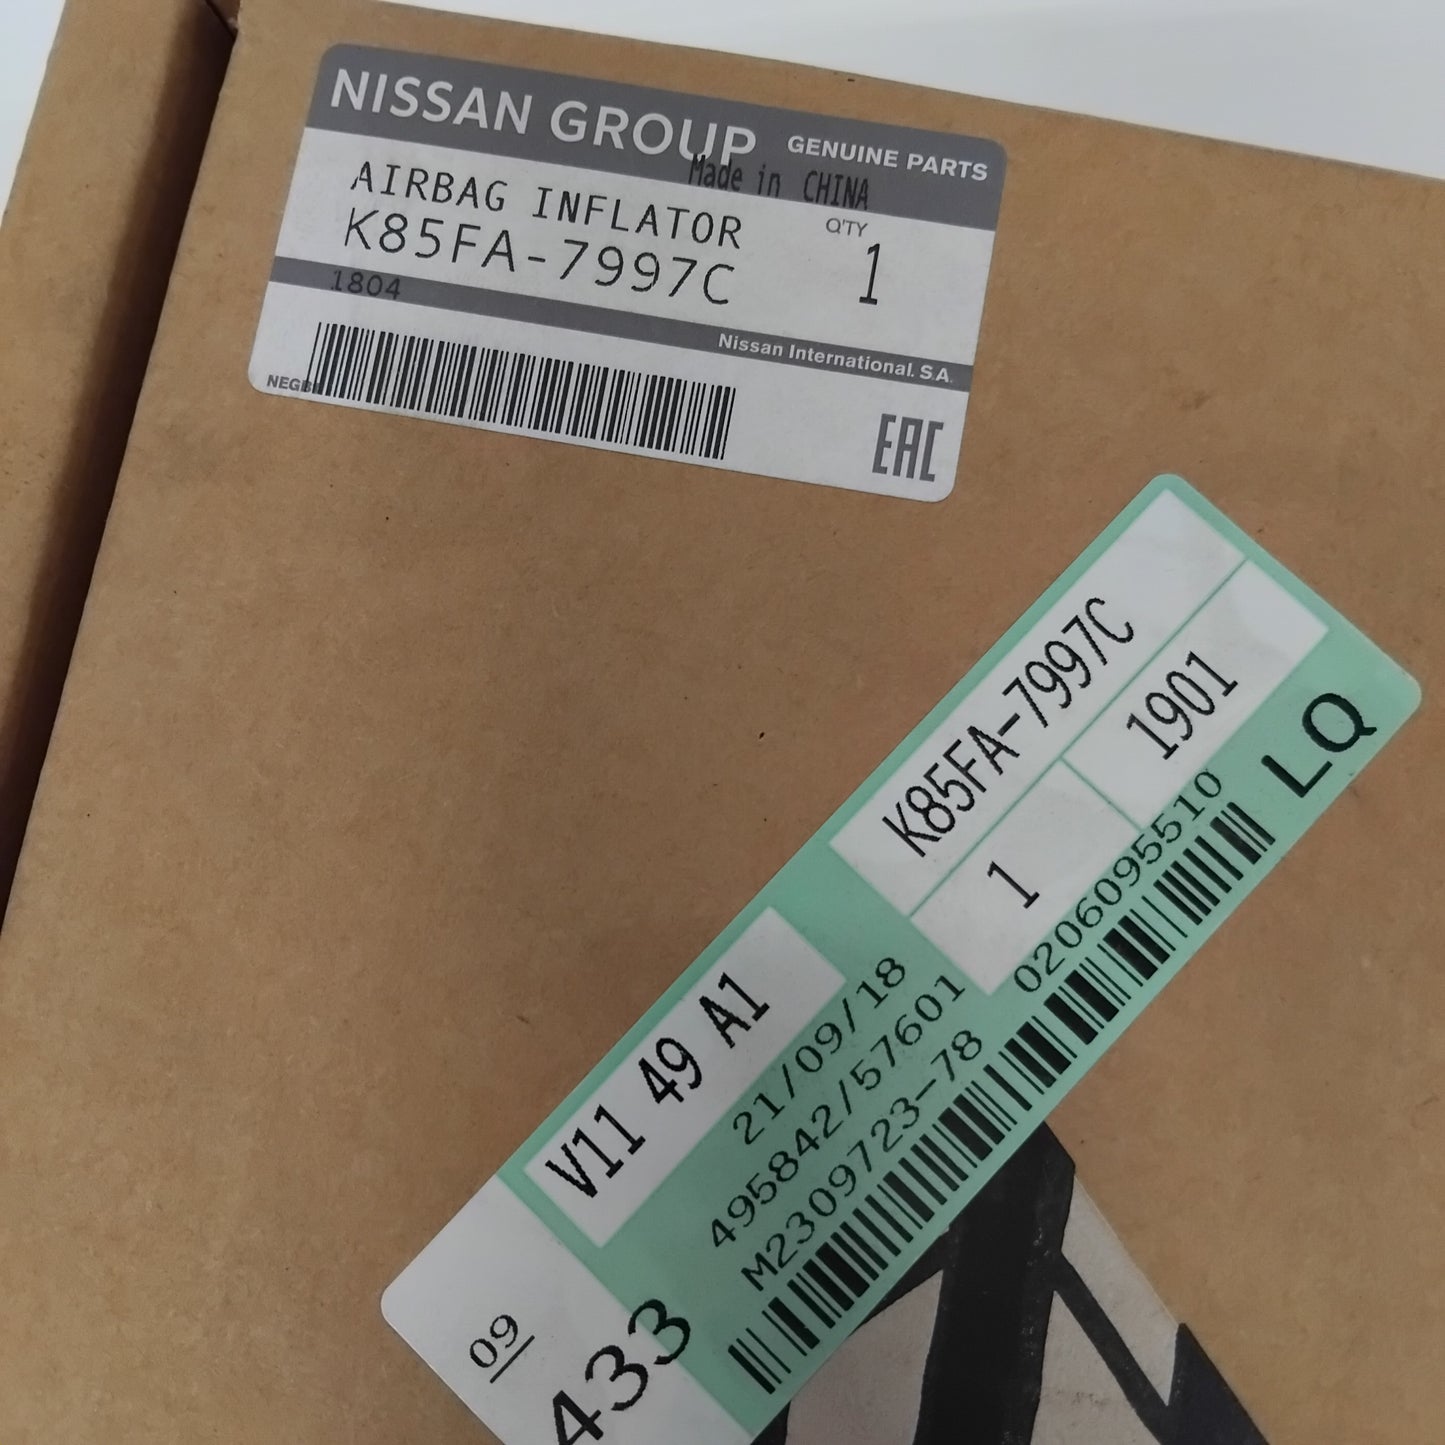 NISSAN GROUP GENUINE PARTS
Made in CHINA
AIRBAG INFLATOR
Q'TY
K85FA-7997C
1
1804
Nissan International. S.A.
EAC
K85FA-7997C
1901
LQ
1
0206095510
V11 49 A1
21/09/18
495842/57601
M2309723-78
09
433